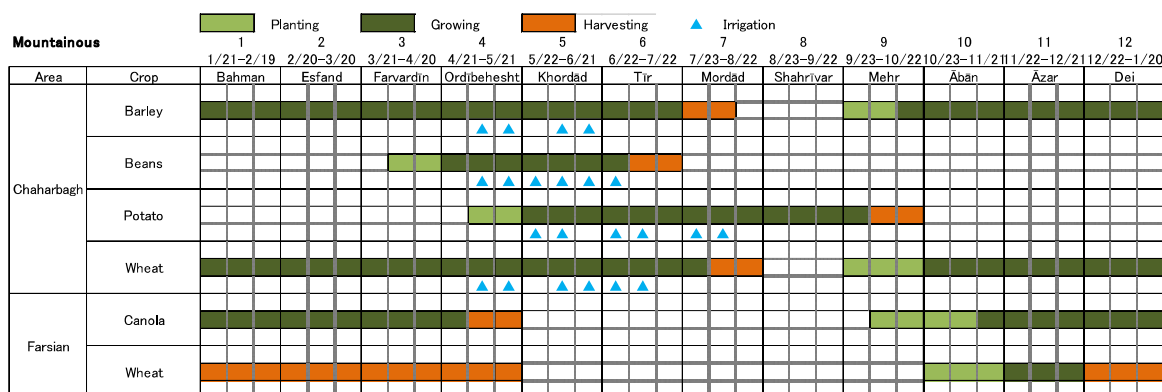 Planting Growing Harvesting Irrigation
Mountainous 1 2 3 4 5 6 7 8 9 10 11 12
1/21-2/19 2/20-3/20 3/21-4/20 4/21-5/21 5/22-6/21 6/22-7/22 7/23-8/22 8/23-9/22 9/23-10/22 10/23-11/21 11/22-12/21 12/22-1/20
Area Crop Bahman Esfand Farvardin Ordibehesht Khordād Tīr Mordād Shahrīvar Mehr Ābān Āzar Dei
Chaharbagh
Barley
Beans
Potato
Wheat
Farsian
Canola
Wheat